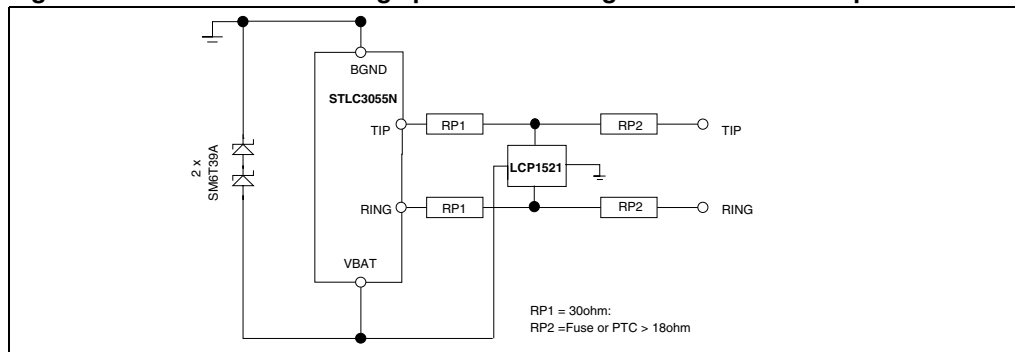 BGND
STLC3055N
TIP
RP1
RP2
TIP
2 x
SM6T39A
LCP1521
RING
RP1
RP2
RING
VBAT
RP1 = 30ohm:
RP2 =Fuse or PTC > 18ohm